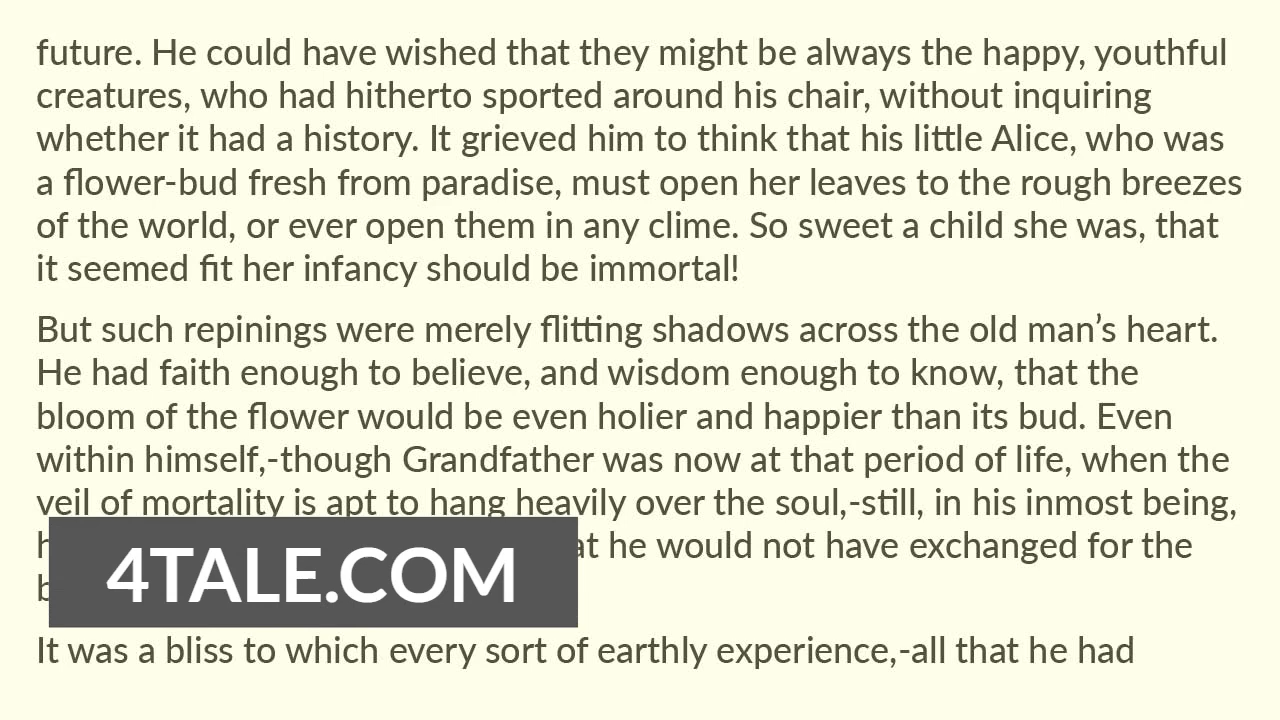 future. He could have wished that they might be always the happy, youthful
creatures, who had hitherto sported around his chair, without inquiring
whether it had a history. It grieved him to think that his little Alice, who was
a flower-bud fresh from paradise, must open her leaves to the rough breezes
of the world, or ever open them in any clime. So sweet a child she was, that
it seemed fit her infancy should be immortal!
But such repinings were merely flitting shadows across the old man’s heart.
He had faith enough to believe, and wisdom enough to know, that the
bloom of the flower would be even holier and happier than its bud. Even
within himself,-though Grandfather was now at that period of life, when the
veil of mortality is apt to hang heavily over the soul,-still, in his inmost being,
he would not have exchanged for the
4TALE.COM
It was a bliss to which every sort of earthly experience,-all that he had